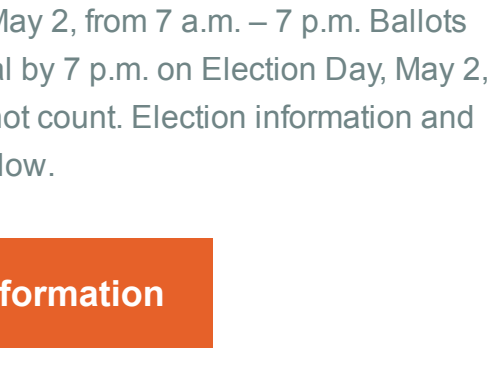 May 2, from 7 a.m. – 7 p.m. Ballots
al by 7 p.m. on Election Day, May 2,
not count. Election information and
low.
formation